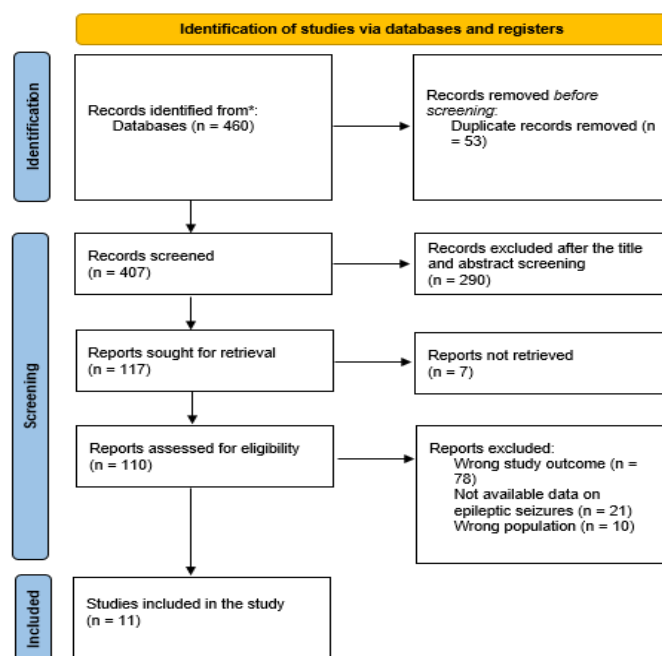 Identification of studies via databases and registers
Identification
Records identified from*:
Databases (n = 460)
Records removed before
screening:
Duplicate records removed (n
= 53)
Screening
Records screened
(n = 407)
Records excluded after the title
and abstract screening
(n = 290)
Reports sought for retrieval
(n = 117)
Reports not retrieved
(n = 7)
Reports assessed for eligibility
(n = 110)
Reports excluded:
Wrong study outcome (n =
78)
Not available data on
epileptic seizures (n = 21)
Wrong population (n = 10)
Included
Studies included in the study
(n = 11)